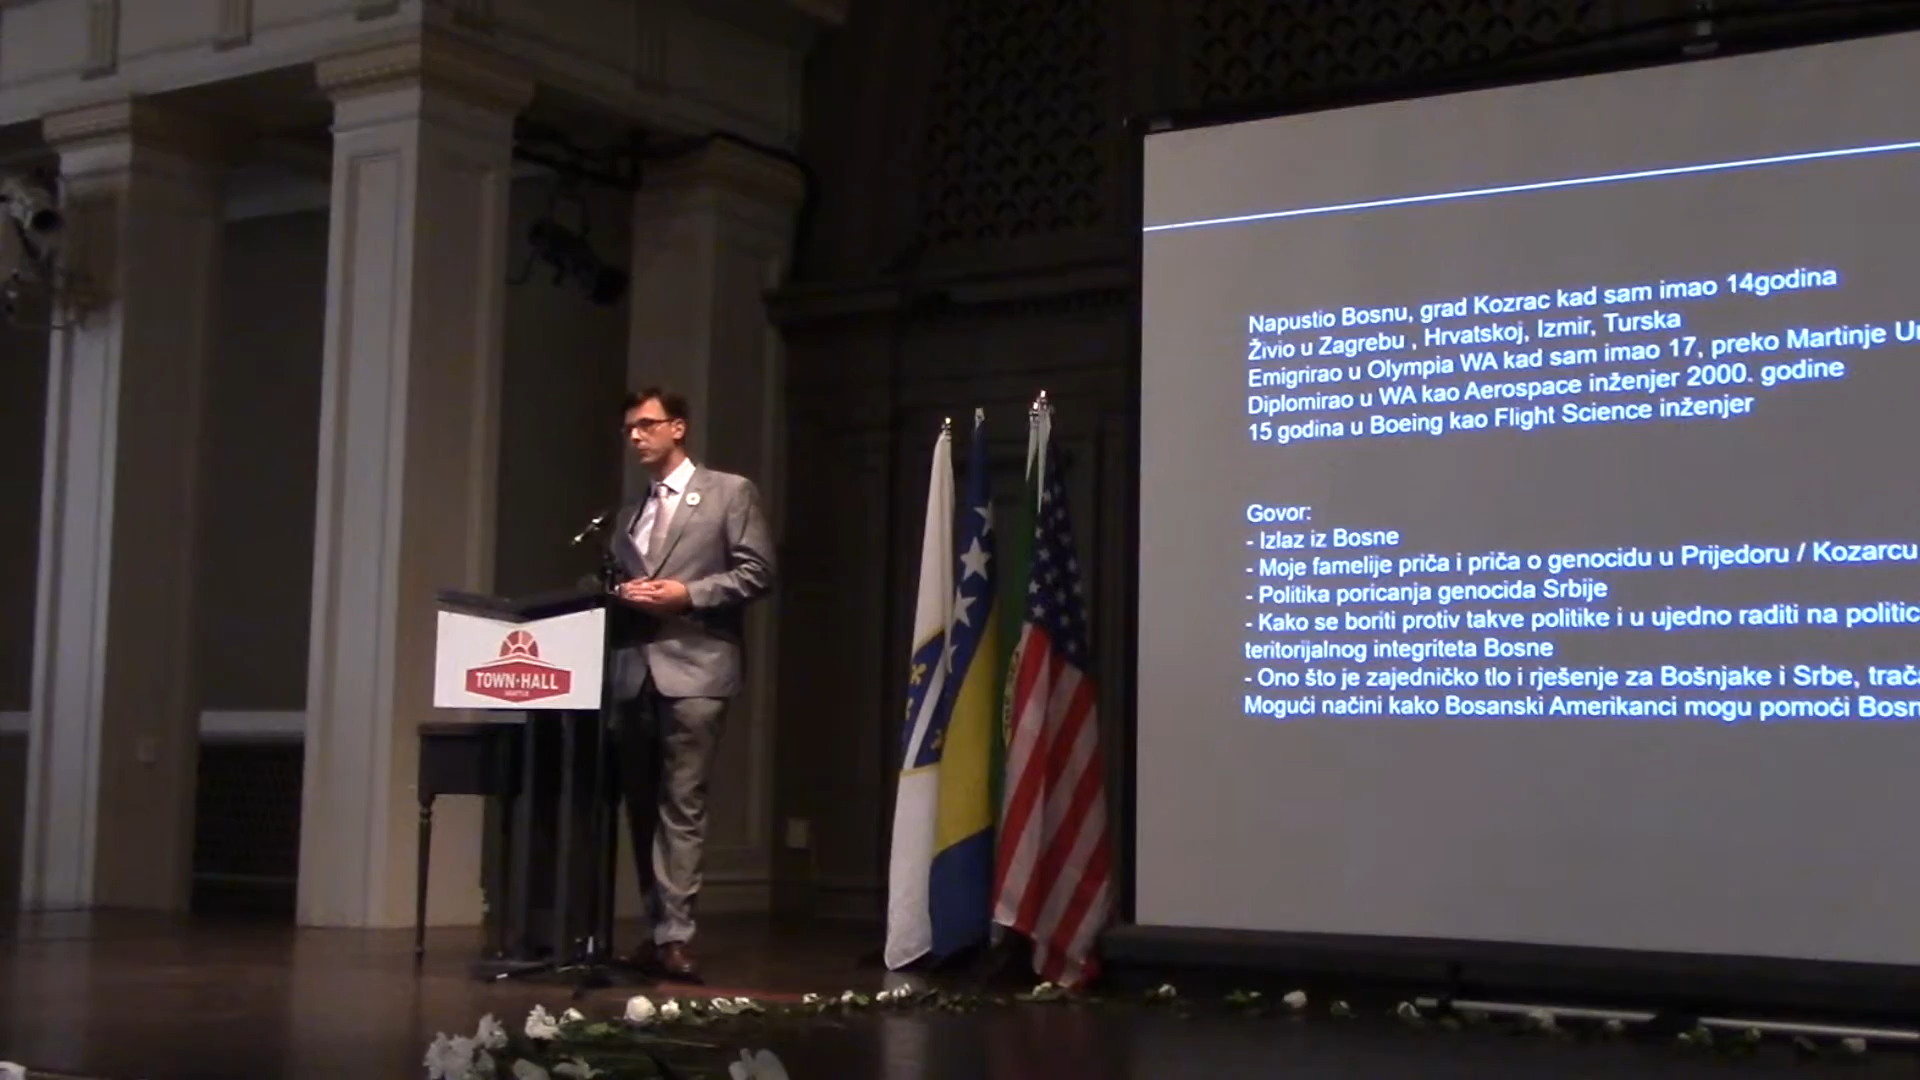 TOWN·HALL
SEATTLE
Napustio Bosnu, grad Kozrac kad sam imao 14godina
Živio u Zagrebu , Hrvatskoj, Izmir, Turska
Emigrirao u Olympia WA kad sam imao 17, preko Martinje
Diplomirao u WA kao Aerospace inženjer 2000. godine
15 godina u Boeing kao Flight Science inženjer
Govor:
- Izlaz iz Bosne
- Moje famelije priča i priča o genocidu u Prijedoru / Kozarcu
- Politika poricanja genocida Srbije
- Kako se boriti protiv takve politike i u ujedno raditi na
teritorijalnog integriteta Bosne
- Ono što je zajedničko tlo i rješenje za Bošnjake i Srbe,
Mogući načini kako Bosanski Amerikanci mogu pomoći